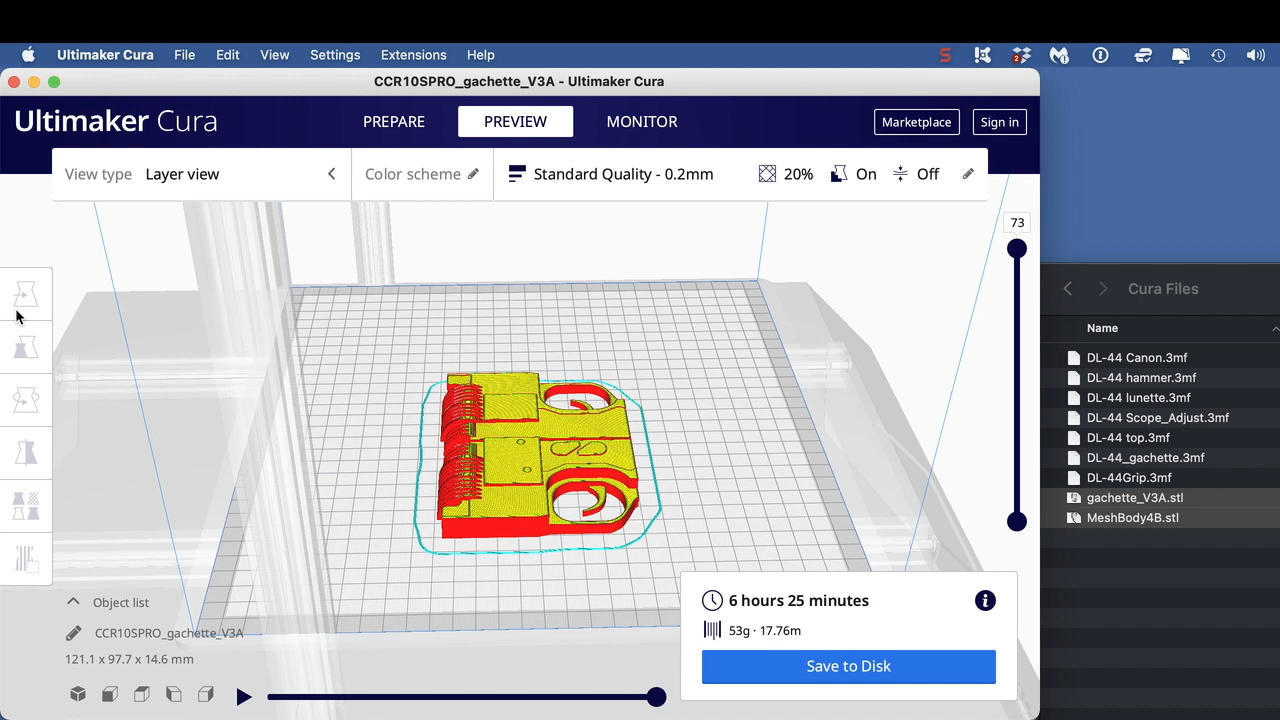 Ultimaker Cura File Edit View Settings Extensions Help
CCR10SPRO_gachette_V3A - Ultimaker Cura
Ultimaker Cura PREPARE PREVIEW MONITOR Marketplace Sign in
View type Layer view Color scheme Standard Quality - 0.2mm 20% On Off
73
Cura Files
Name
DL-44 Canon.3mf
DL-44 hammer.3mf
DL-44 lunette.3mf
DL-44 Scope_Adjust.3mf
DL-44 top.3mf
DL-44_gachette.3mf
DL-44Grip.3mf
gachette_V3A.stl
MeshBody4B.stl
Object list
CCR10SPRO_gachette_V3A
121.1 x 97.7 x 14.6 mm
6 hours 25 minutes
53g · 17.76m
Save to Disk